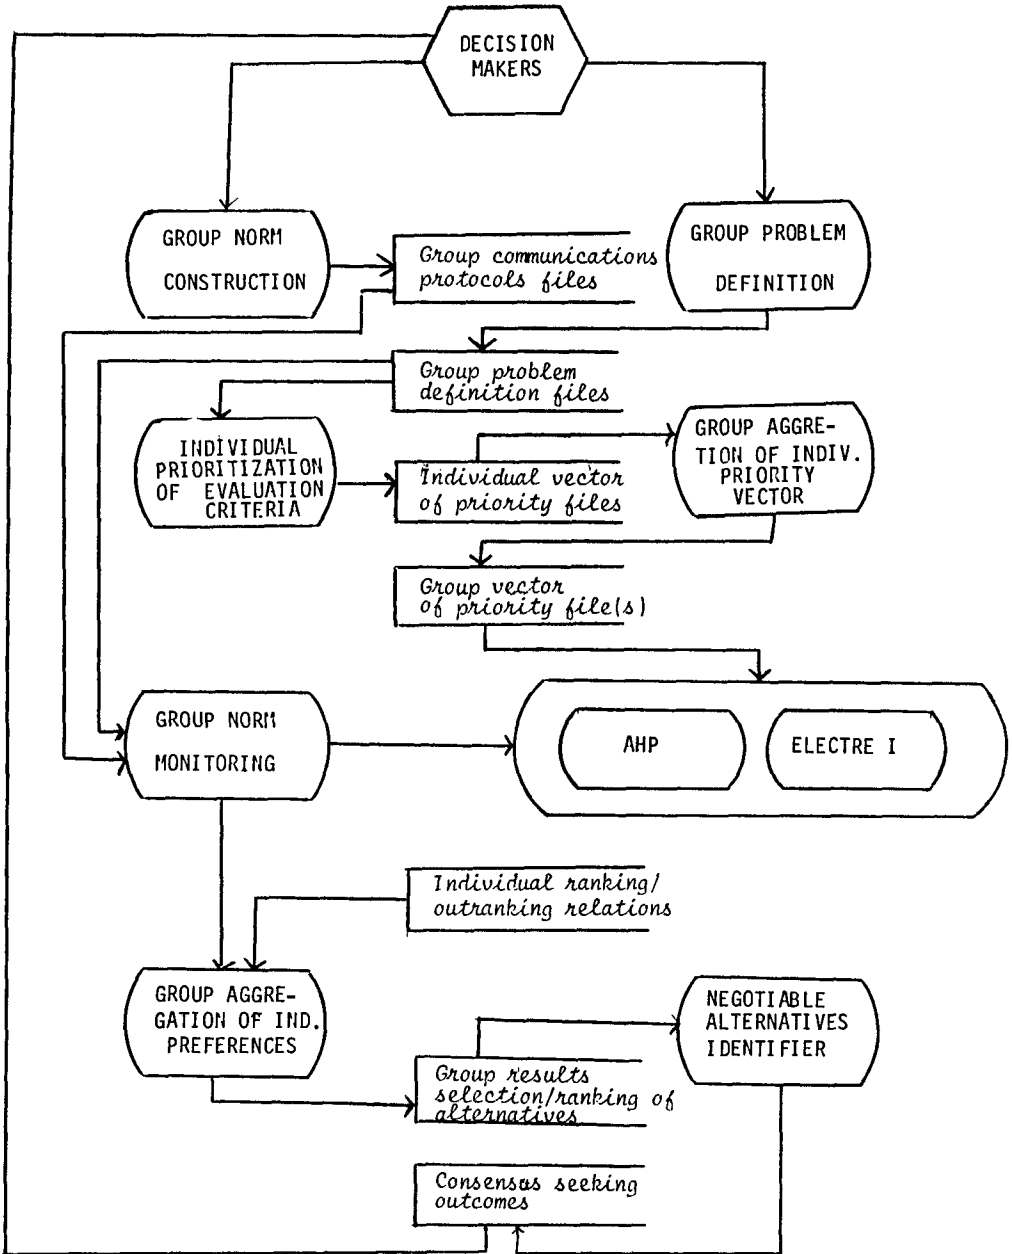 DECISION
MAKERS
GROUP NORM
CONSTRUCTION
Group communications
protocols files
GROUP PROBLEM
DEFINITION
Group problem
definition files
INDIVIDUAL
PRIORITIZATION
OF EVALUATION
CRITERIA
Individual vector
of priority files
GROUP AGGRE-
TION OF INDIV.
PRIORITY
VECTOR
Group vector
of priority file(s)
GROUP NORM
MONITORING
AHP
ELECTRE I
Individual ranking/
outranking relations
GROUP AGGRE-
GATION OF IND.
PREFERENCES
NEGOTIABLE
ALTERNATIVES
IDENTIFIER
Group results
selection/ranking of
alternatives
Consensus seeking
outcomes